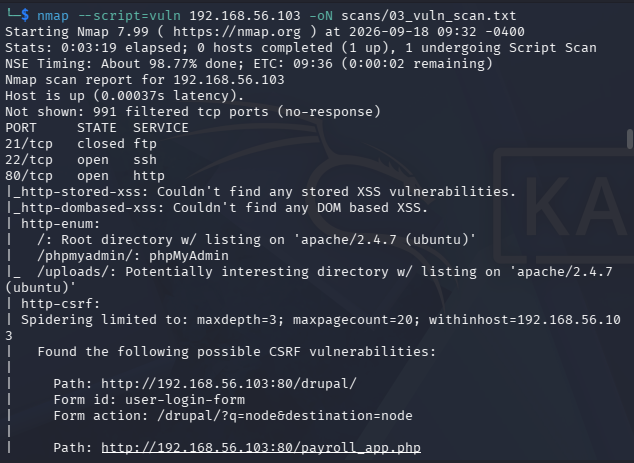 └─$ nmap --script=vuln 192.168.56.103 -oN scans/03_vuln_scan.txt
Starting Nmap 7.99 ( https://nmap.org ) at 2026-09-18 09:32 -0400
Stats: 0:03:19 elapsed; 0 hosts completed (1 up), 1 undergoing Script Scan
NSE Timing: About 98.77% done; ETC: 09:36 (0:00:02 remaining)
Nmap scan report for 192.168.56.103
Host is up (0.00037s latency).
Not shown: 991 filtered tcp ports (no-response)
PORT     STATE  SERVICE
21/tcp   closed ftp
22/tcp   open   ssh
80/tcp   open   http
|_http-stored-xss: Couldn't find any stored XSS vulnerabilities.
|_http-dombased-xss: Couldn't find any DOM based XSS.
| http-enum:
|   /: Root directory w/ listing on 'apache/2.4.7 (ubuntu)'
|   /phpmyadmin/: phpMyAdmin
|_  /uploads/: Potentially interesting directory w/ listing on 'apache/2.4.7
(ubuntu)'
| http-csrf:
| Spidering limited to: maxdepth=3; maxpagecount=20; withinhost=192.168.56.10
3
|   Found the following possible CSRF vulnerabilities:
|
|     Path: http://192.168.56.103:80/drupal/
|     Form id: user-login-form
|     Form action: /drupal/?q=node&destination=node
|
|     Path: http://192.168.56.103:80/payroll_app.php
KA